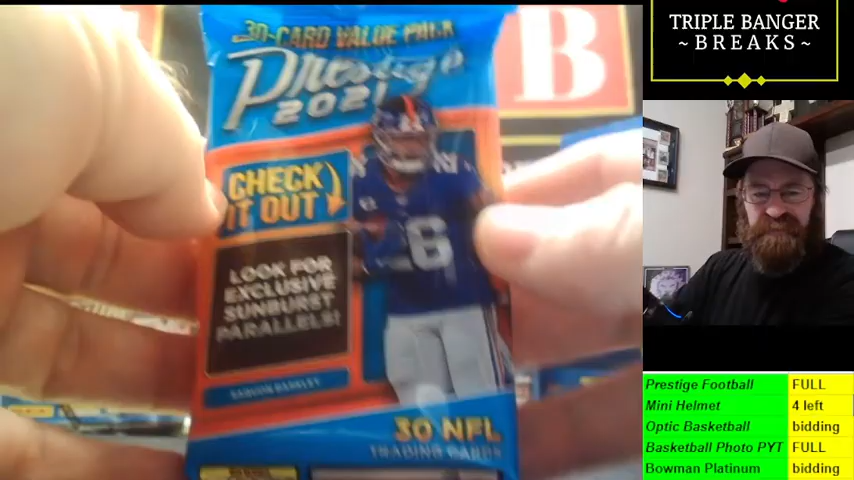 30-CARD VALUE PACK
Prestige
2021
CHECK
IT OUT
LOOK FOR
EXCLUSIVE
SUNBURST
PARALLELS!
SAQUON BARKLEY
30 NFL
TRADING CARDS
B
6
TRIPLE BANGER
~ B R E A K S ~
Prestige Football FULL
Mini Helmet 4 left
Optic Basketball bidding
Basketball Photo PYT FULL
Bowman Platinum bidding